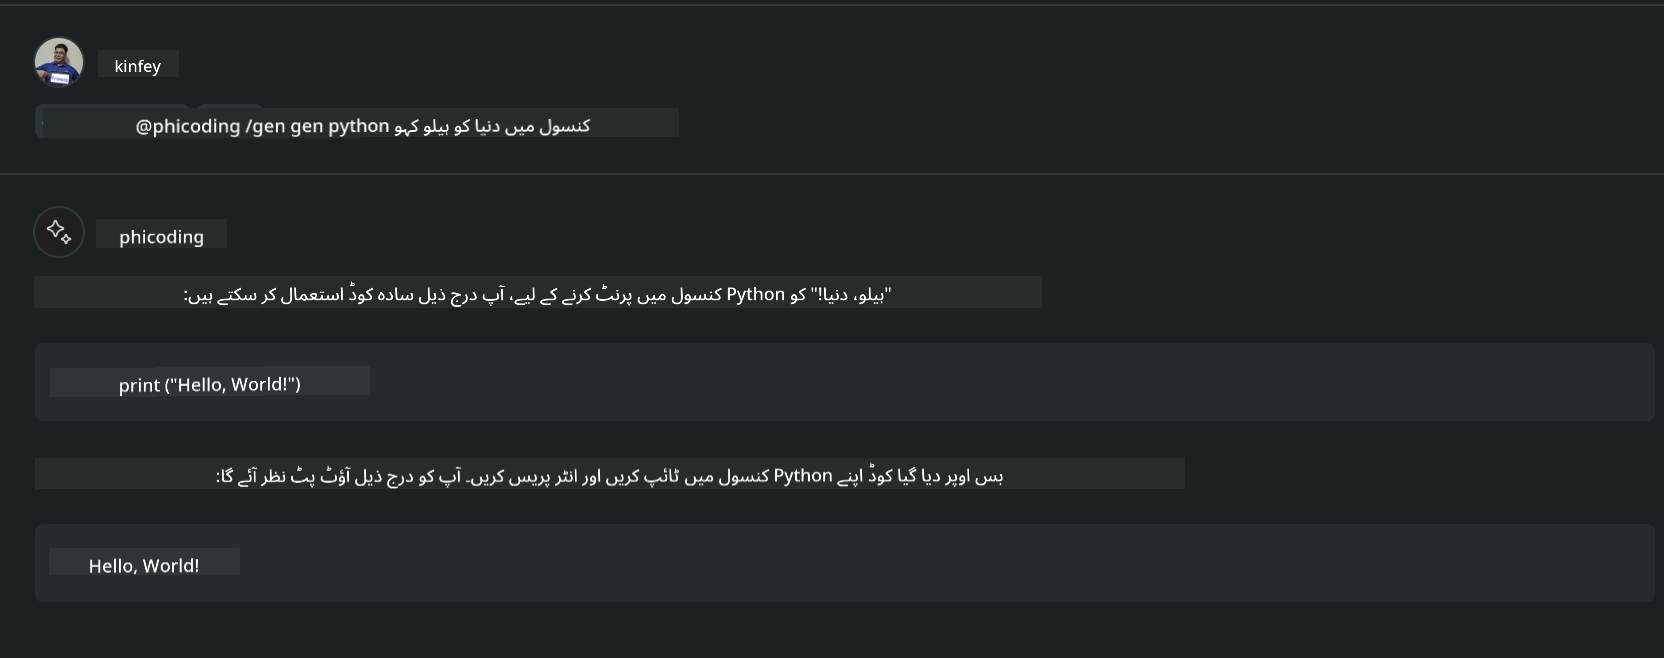 kinfey
@phicoding /gen gen python کنسول میں دنیا کو ہیلو کہو
phicoding
"ہیلو، دنیا!" کو Python کنسول میں پرنٹ کرنے کے لیے، آپ درج ذیل سادہ کوڈ استعمال کر سکتے ہیں:
print ("Hello, World!")
بس اوپر دیا گیا کوڈ اپنے Python کنسول میں ٹائپ کریں اور انٹر پریس کریں۔ آپ کو درج ذیل آؤٹ پٹ نظر آئے گا:
Hello, World!